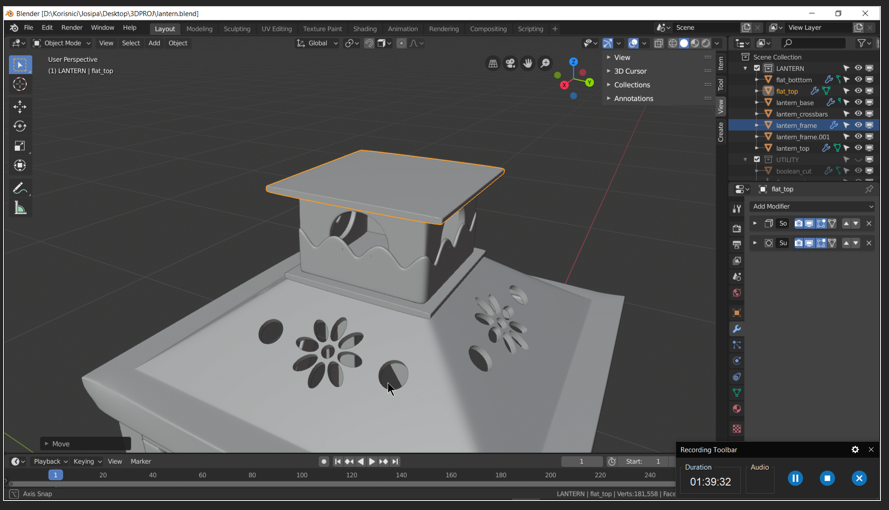 Blender [D:\Korisnici\Josipa\Desktop\3DPROJ\lantern.blend]
File Edit Render Window Help Layout Modeling Sculpting UV Editing Texture Paint Shading Animation Rendering Compositing Scripting + Scene View Layer
Object Mode View Select Add Object Global
User Perspective
(1) LANTERN | flat_top
Z
Y
X
View
3D Cursor
Collections
Annotations
Item
Tool
View
Create
Scene Collection
LANTERN
flat_botttom
flat_top
lantern_base
lantern_crossbars
lantern_frame
lantern_frame.001
lantern_top
UTILITY
boolean_cut
flat_top
Add Modifier
So
Su
Move
Playback Keying View Marker 1 Start: 1
1 20 40 60 80 100 120 140 160 180 200 220 240
Axis Snap
LANTERN | flat_top | Verts:181,558 | Face
Recording Toolbar
Duration
01:39:32
Audio